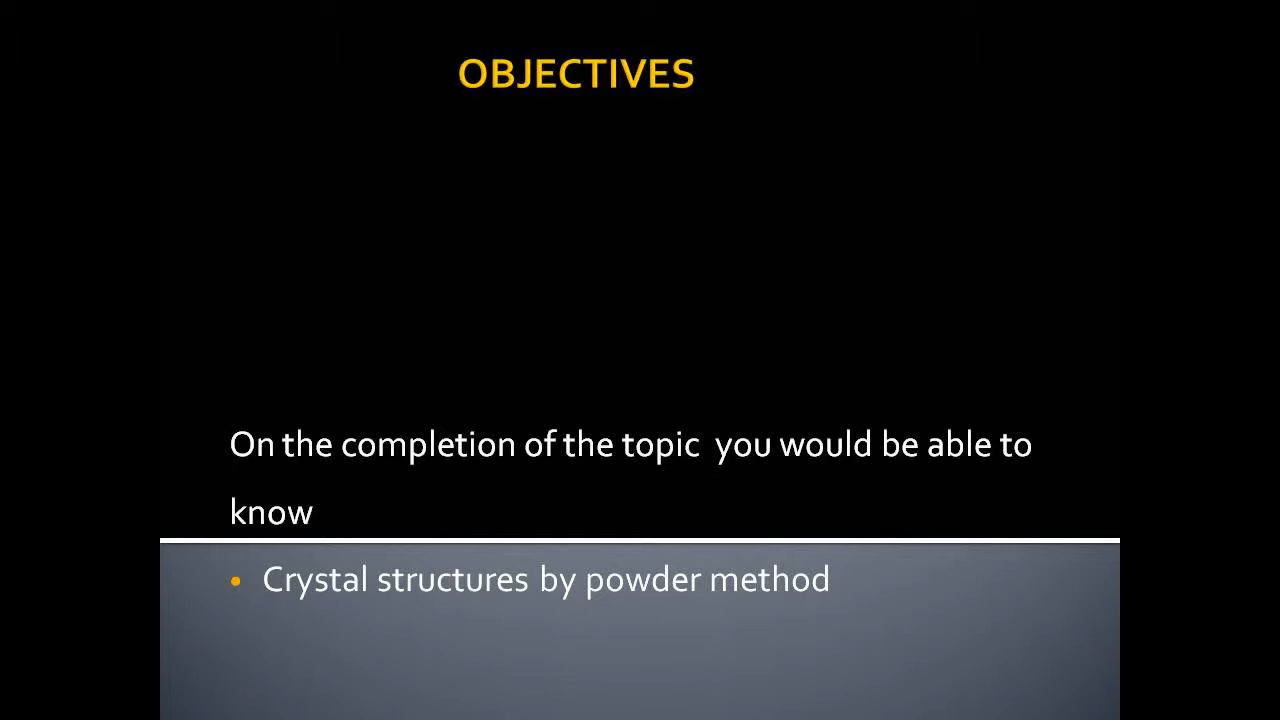 OBJECTIVES
On the completion of the topic you would be able to
know
• Crystal structures by powder method